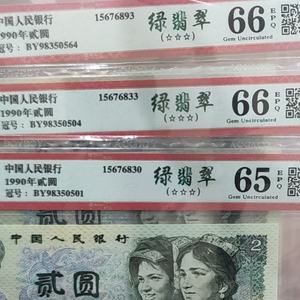 中国人民银行 15676893 绿翡翠 66 EPQ
1990年贰圆 (☆☆☆) Gem Uncirculated
冠号: BY98350564
中国人民银行 15676833 绿翡翠 66 EPQ
1990年贰圆 (☆☆☆) Gem Uncirculated
冠号: BY98350504
中国人民银行 15676830 绿翡翠 65 EPQ
1990年贰圆 (☆☆☆) Gem Uncirculated
冠号: BY98350501
中国人民银行 2
贰圆